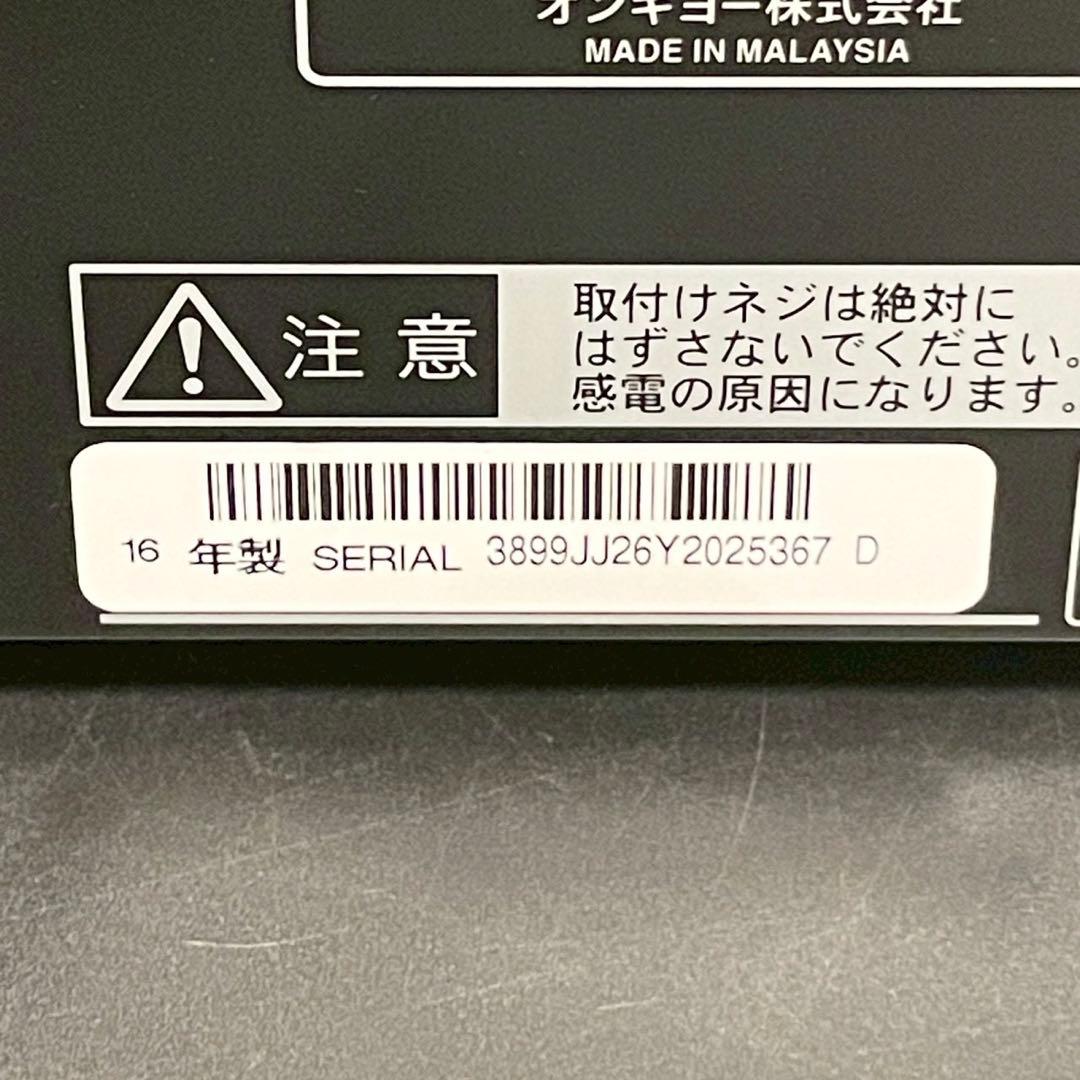 オンキヨー株式会社
MADE IN MALAYSIA
注意
取付けネジは絶対に
はずさないでください。
感電の原因になります。
16 年製 SERIAL 3899JJ26Y2025367 D